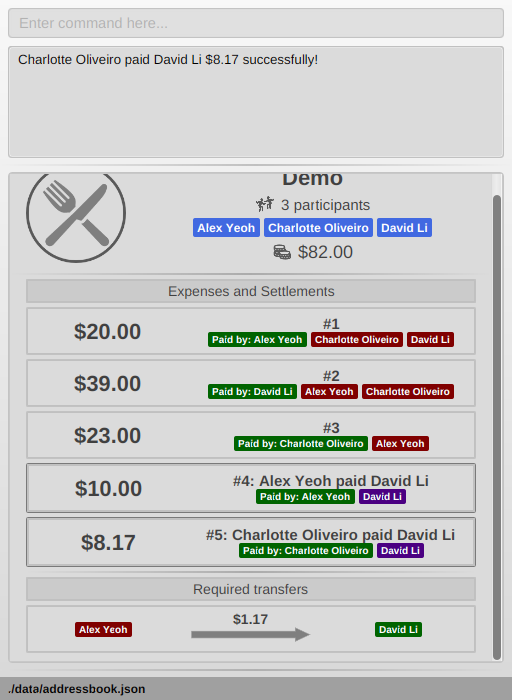 Enter command here...
Charlotte Oliveiro paid David Li $8.17 successfully!
Demo
3 participants
Alex Yeoh Charlotte Oliveiro David Li
$82.00
Expenses and Settlements
$20.00
#1
Paid by: Alex Yeoh Charlotte Oliveiro David Li
$39.00
#2
Paid by: David Li Alex Yeoh Charlotte Oliveiro
$23.00
#3
Paid by: Charlotte Oliveiro Alex Yeoh
$10.00
#4: Alex Yeoh paid David Li
Paid by: Alex Yeoh David Li
$8.17
#5: Charlotte Oliveiro paid David Li
Paid by: Charlotte Oliveiro David Li
Required transfers
Alex Yeoh
$1.17
David Li
./data/addressbook.json